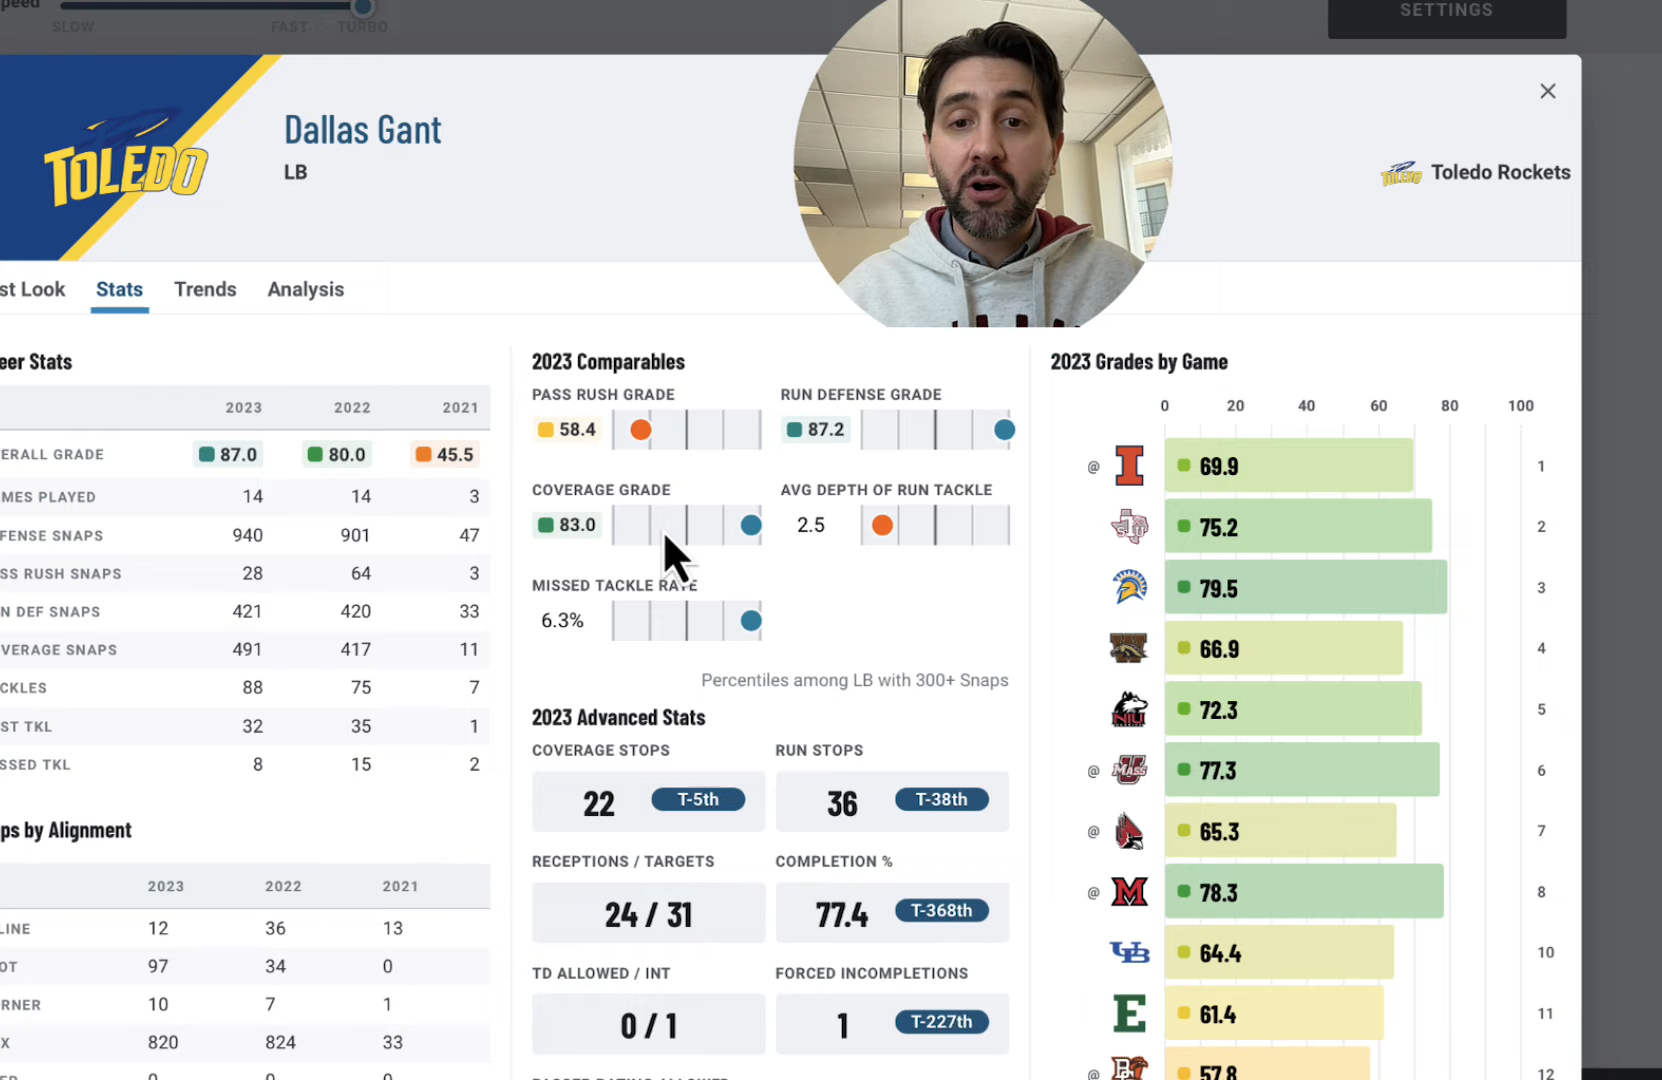 peed
SLOW
FAST
TURBO
SETTINGS
TOLEDO
Dallas Gant
LB
TOLEDO
Toledo Rockets
st Look
Stats
Trends
Analysis
eer Stats
2023 2022 2021
ERALL GRADE 87.0 80.0 45.5
MES PLAYED 14 14 3
FENSE SNAPS 940 901 47
SS RUSH SNAPS 28 64 3
N DEF SNAPS 421 420 33
VERAGE SNAPS 491 417 11
CKLES 88 75 7
ST TKL 32 35 1
SSED TKL 8 15 2
ps by Alignment
2023 2022 2021
LINE 12 36 13
OT 97 34 0
RNER 10 7 1
X 820 824 33
2023 Comparables
PASS RUSH GRADE
58.4
RUN DEFENSE GRADE
87.2
COVERAGE GRADE
83.0
AVG DEPTH OF RUN TACKLE
2.5
MISSED TACKLE RATE
6.3%
Percentiles among LB with 300+ Snaps
2023 Advanced Stats
COVERAGE STOPS
22 T-5th
RUN STOPS
36 T-38th
RECEPTIONS / TARGETS
24 / 31
COMPLETION %
77.4 T-368th
TD ALLOWED / INT
0 / 1
FORCED INCOMPLETIONS
1 T-227th
2023 Grades by Game
0 20 40 60 80 100
@ I 69.9 1
75.2 2
79.5 3
W 66.9 4
NIU 72.3 5
@ UMASS 77.3 6
@ 65.3 7
@ M 78.3 8
UB 64.4 10
E 61.4 11
@ 57.8 12